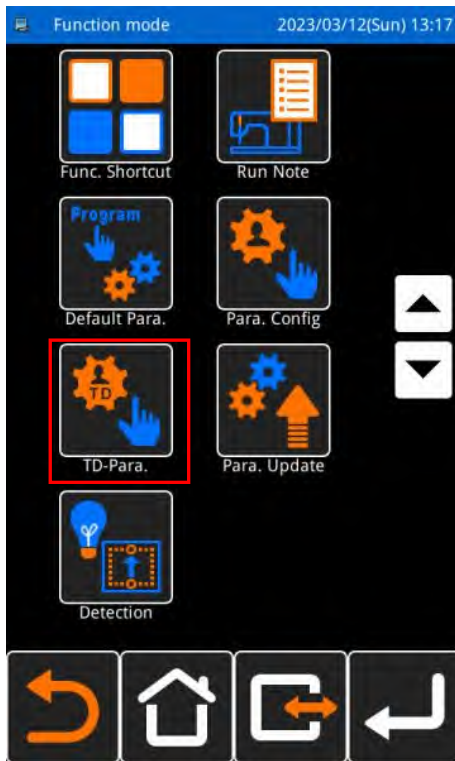 Function mode 2023/03/12(Sun) 13:17
Func. Shortcut Run Note
Program
Default Para. Para. Config
TD
TD-Para. Para. Update
Detection